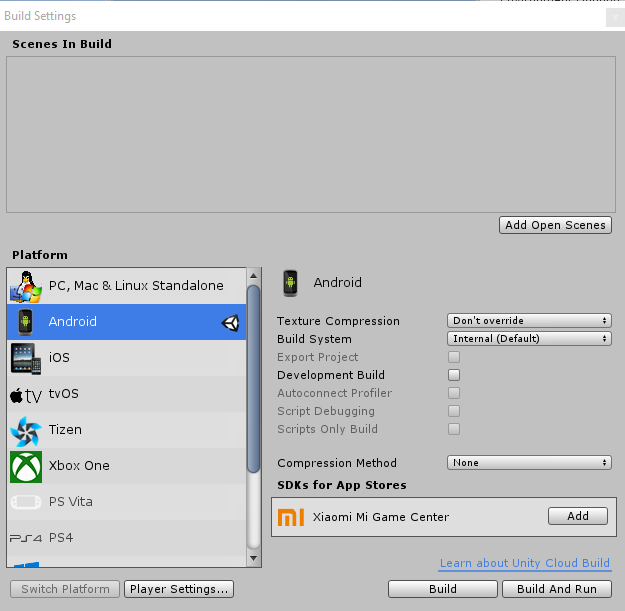 Build Settings
Scenes In Build
Add Open Scenes
Platform
PC, Mac & Linux Standalone
Android
iOS
tvOS
Tizen
Xbox One
PS Vita
PS4
Android
Texture Compression Don't override
Build System Internal (Default)
Export Project
Development Build
Autoconnect Profiler
Script Debugging
Scripts Only Build
Compression Method None
SDKs for App Stores
Xiaomi Mi Game Center Add
Learn about Unity Cloud Build
Switch Platform Player Settings... Build Build And Run